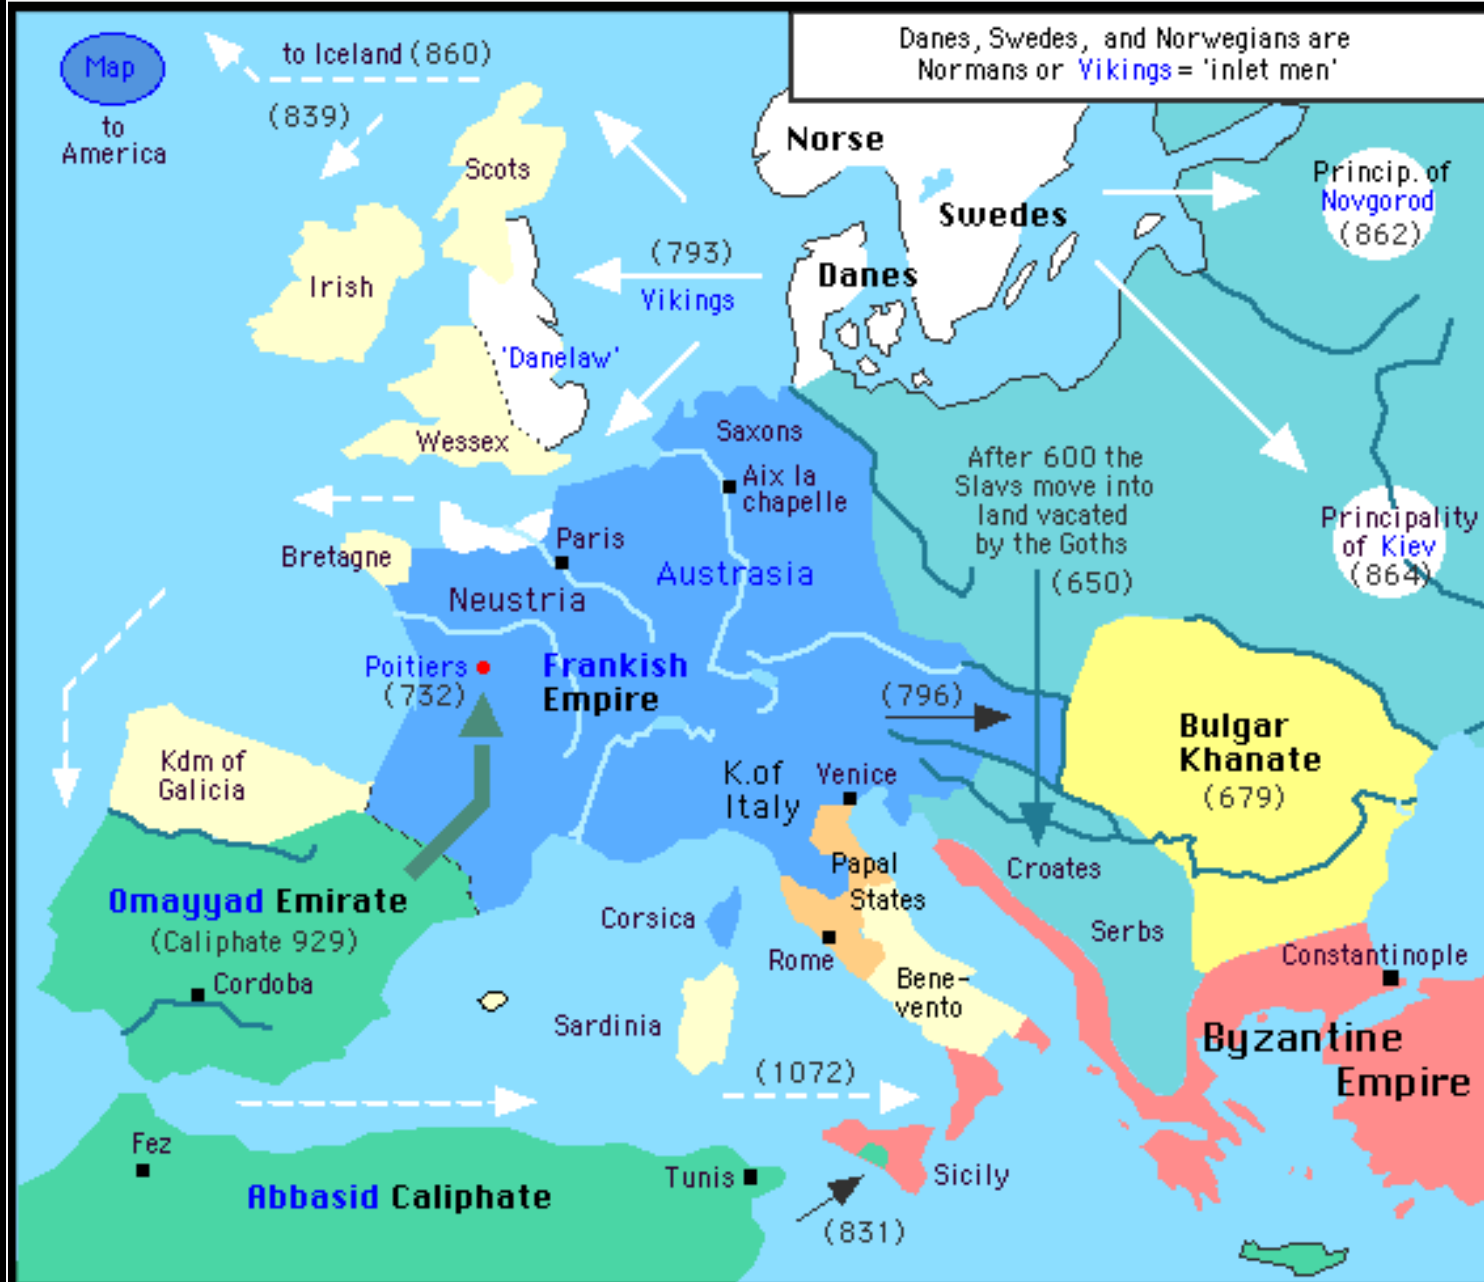 Danes, Swedes, and Norwegians are
Normans or Vikings = 'inlet men'
Map
to
America
to Iceland (860)
(839)
Scots
Irish
(793)
Vikings
'Danelaw'
Wessex
Norse
Swedes
Danes
Princip. of
Novgorod
(862)
Saxons
Aix la
chapelle
After 600 the
Slavs move into
land vacated
by the Goths
(650)
Principality
of Kiev
(864)
Bretagne
Paris
Neustria
Austrasia
Poitiers
(732)
Frankish
Empire
(796)
Bulgar
Khanate
(679)
Kdm of
Galicia
K.of
Italy
Venice
Papal
States
Croates
Serbs
Omayyad Emirate
(Caliphate 929)
Cordoba
Corsica
Rome
Sardinia
Bene-
vento
Constantinople
Byzantine
Empire
(1072)
Fez
Abbasid Caliphate
Tunis
Sicily
(831)